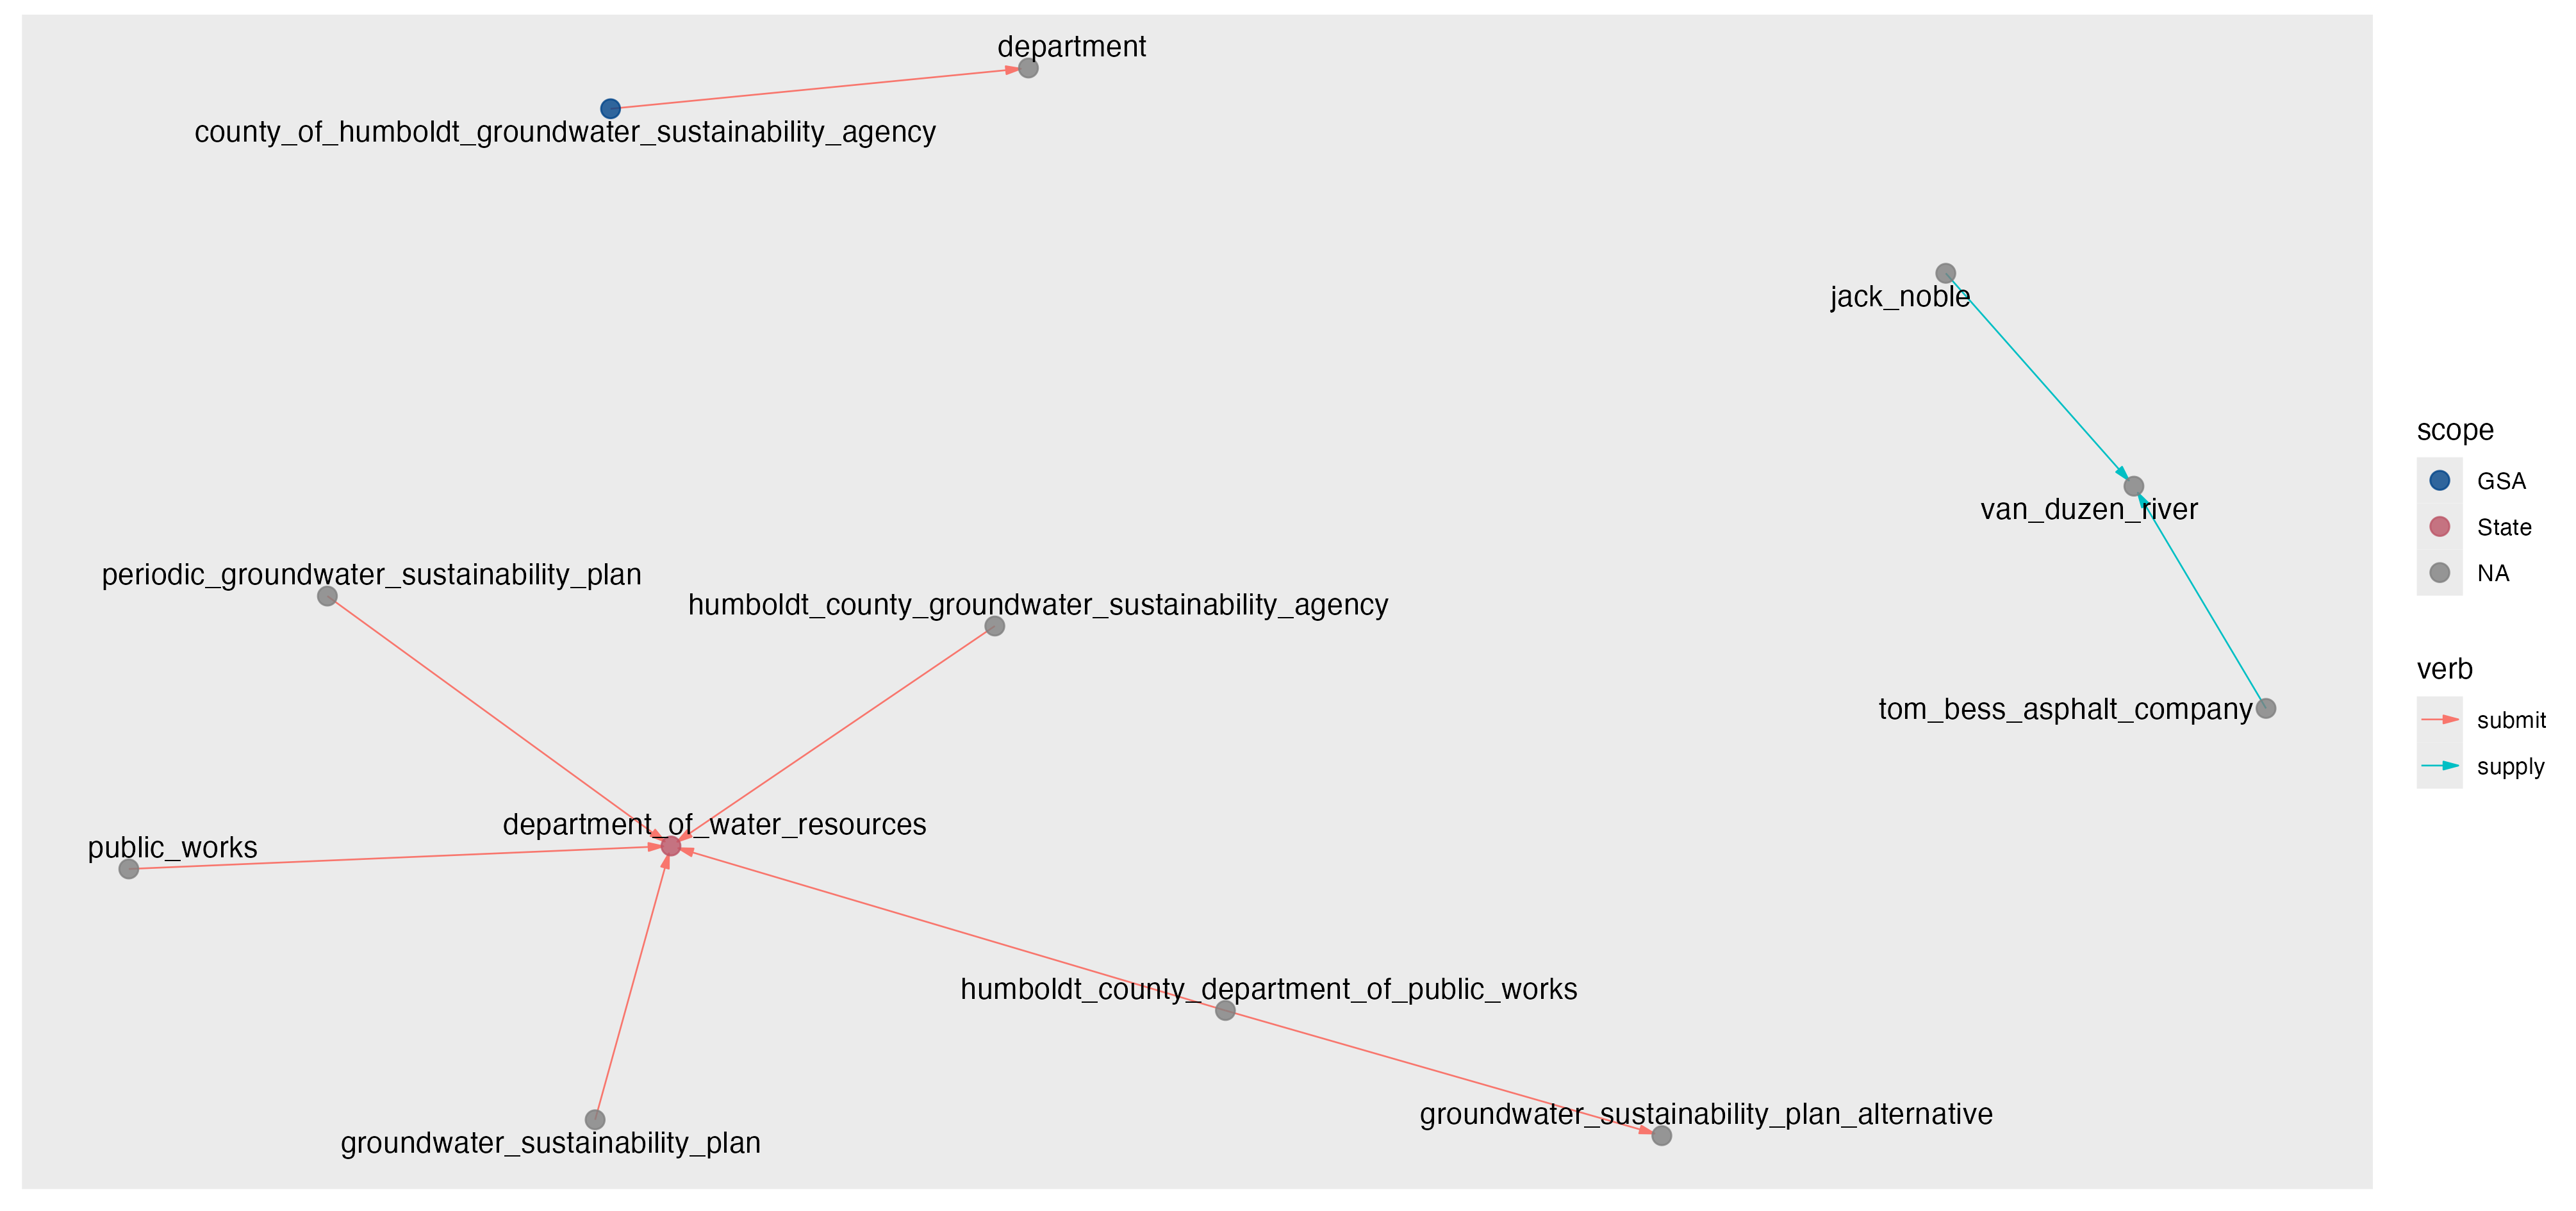 department
county_of_humboldt_groundwater_sustainability_agency
jack_noble
van_duzen_river
periodic_groundwater_sustainability_plan
humboldt_county_groundwater_sustainability_agency
tom_bess_asphalt_company
department_of_water_resources
public_works
humboldt_county_department_of_public_works
groundwater_sustainability_plan_alternative
groundwater_sustainability_plan
scope
GSA
State
NA
verb
submit
supply